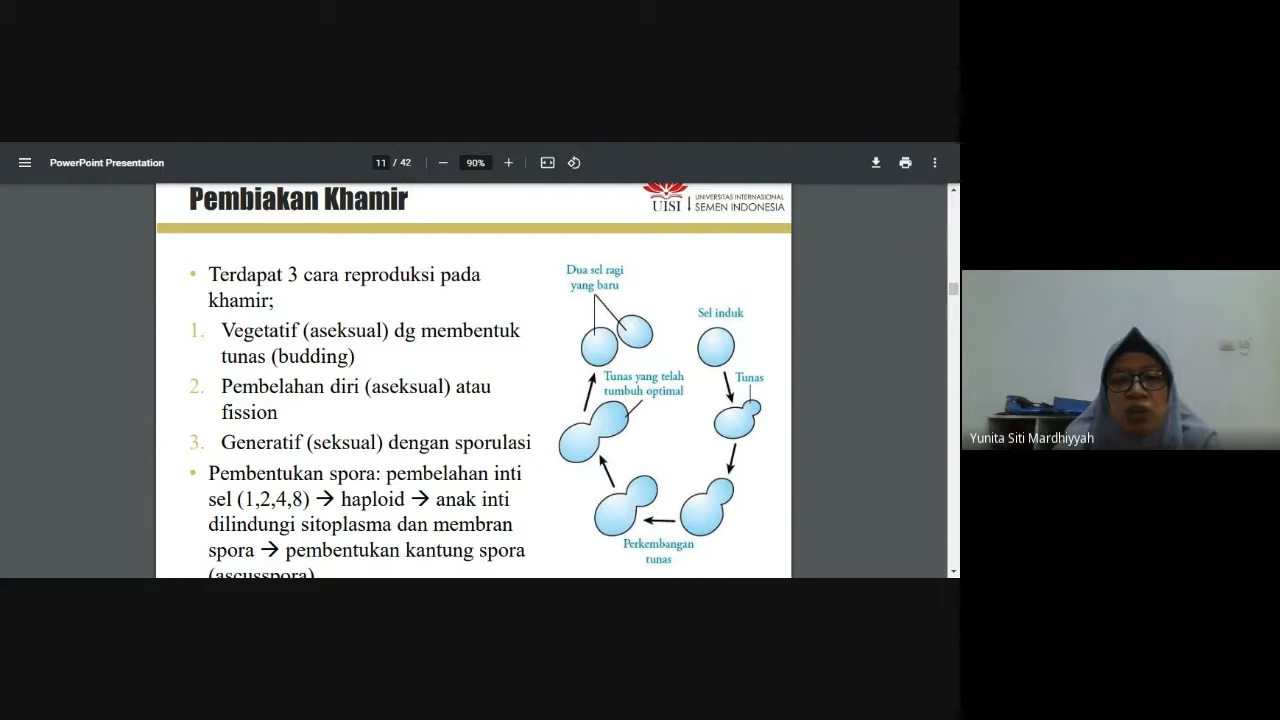 PowerPoint Presentation
11 / 42
90%
Pembiakan Khamir
UISI
UNIVERSITAS INTERNASIONAL
SEMEN INDONESIA
• Terdapat 3 cara reproduksi pada
khamir;
1. Vegetatif (aseksual) dg membentuk
tunas (budding)
2. Pembelahan diri (aseksual) atau
fission
3. Generatif (seksual) dengan sporulasi
• Pembentukan spora: pembelahan inti
sel (1,2,4,8) → haploid → anak inti
dilindungi sitoplasma dan membran
spora → pembentukan kantung spora
(ascusspora)
Dua sel ragi
yang baru
Sel induk
Tunas yang telah
tumbuh optimal
Tunas
Perkembangan
tunas
Yunita Siti Mardhiyyah